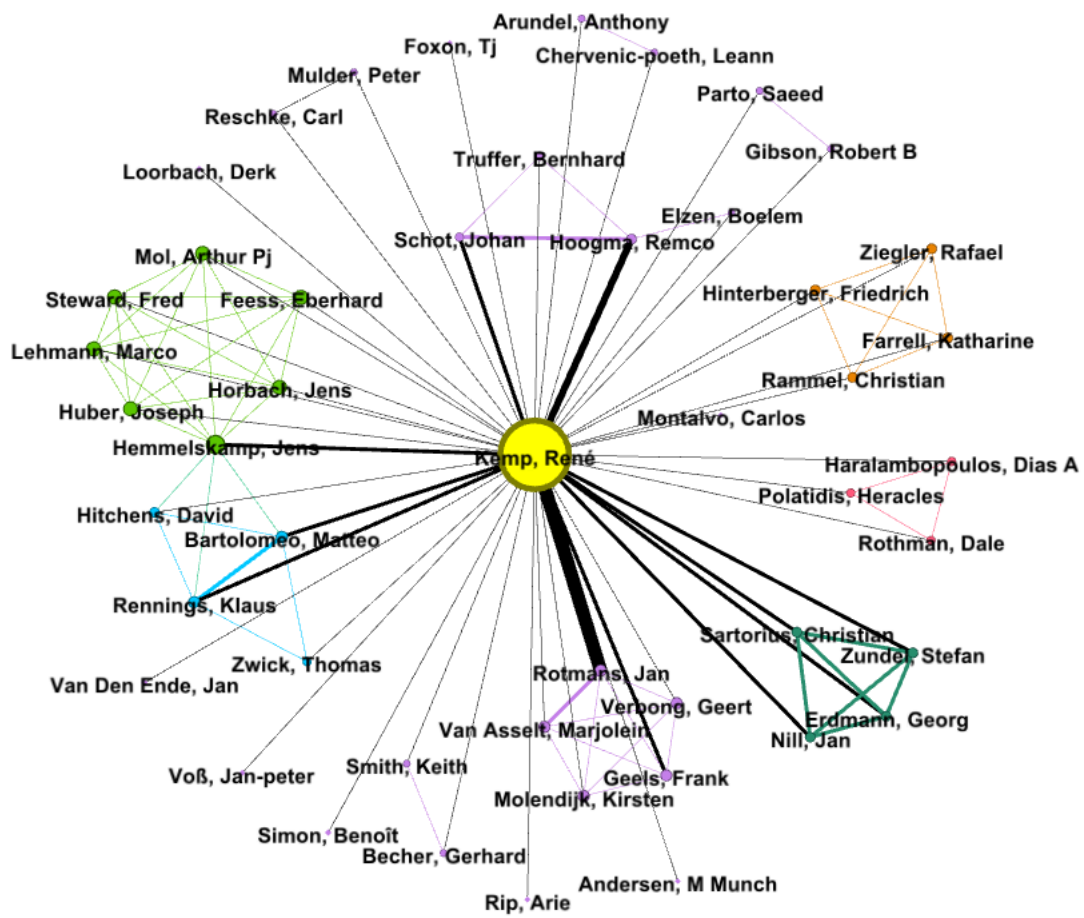 Arundel, Anthony
Foxon, Tj
Chervenic-poeth, Leann
Mulder, Peter
Parto, Saeed
Reschke, Carl
Gibson, Robert B
Truffer, Bernhard
Loorbach, Derk
Elzen, Boelem
Schot, Johan
Hoogma, Remco
Ziegler, Rafael
Mol, Arthur Pj
Hinterberger, Friedrich
Steward, Fred
Feess, Eberhard
Farrell, Katharine
Lehmann, Marco
Rammel, Christian
Horbach, Jens
Huber, Joseph
Montalvo, Carlos
Hemmelskamp, Jens
Kemp, René
Haralambopoulos, Dias A
Polatidis, Heracles
Hitchens, David
Bartolomeo, Matteo
Rothman, Dale
Rennings, Klaus
Sartorius, Christian
Zundel, Stefan
Zwick, Thomas
Rotmans, Jan
Van Den Ende, Jan
Verbong, Geert
Erdmann, Georg
Van Asselt, Marjolein
Nill, Jan
Smith, Keith
Voß, Jan-peter
Geels, Frank
Molendijk, Kirsten
Simon, Benoît
Becher, Gerhard
Andersen, M Munch
Rip, Arie